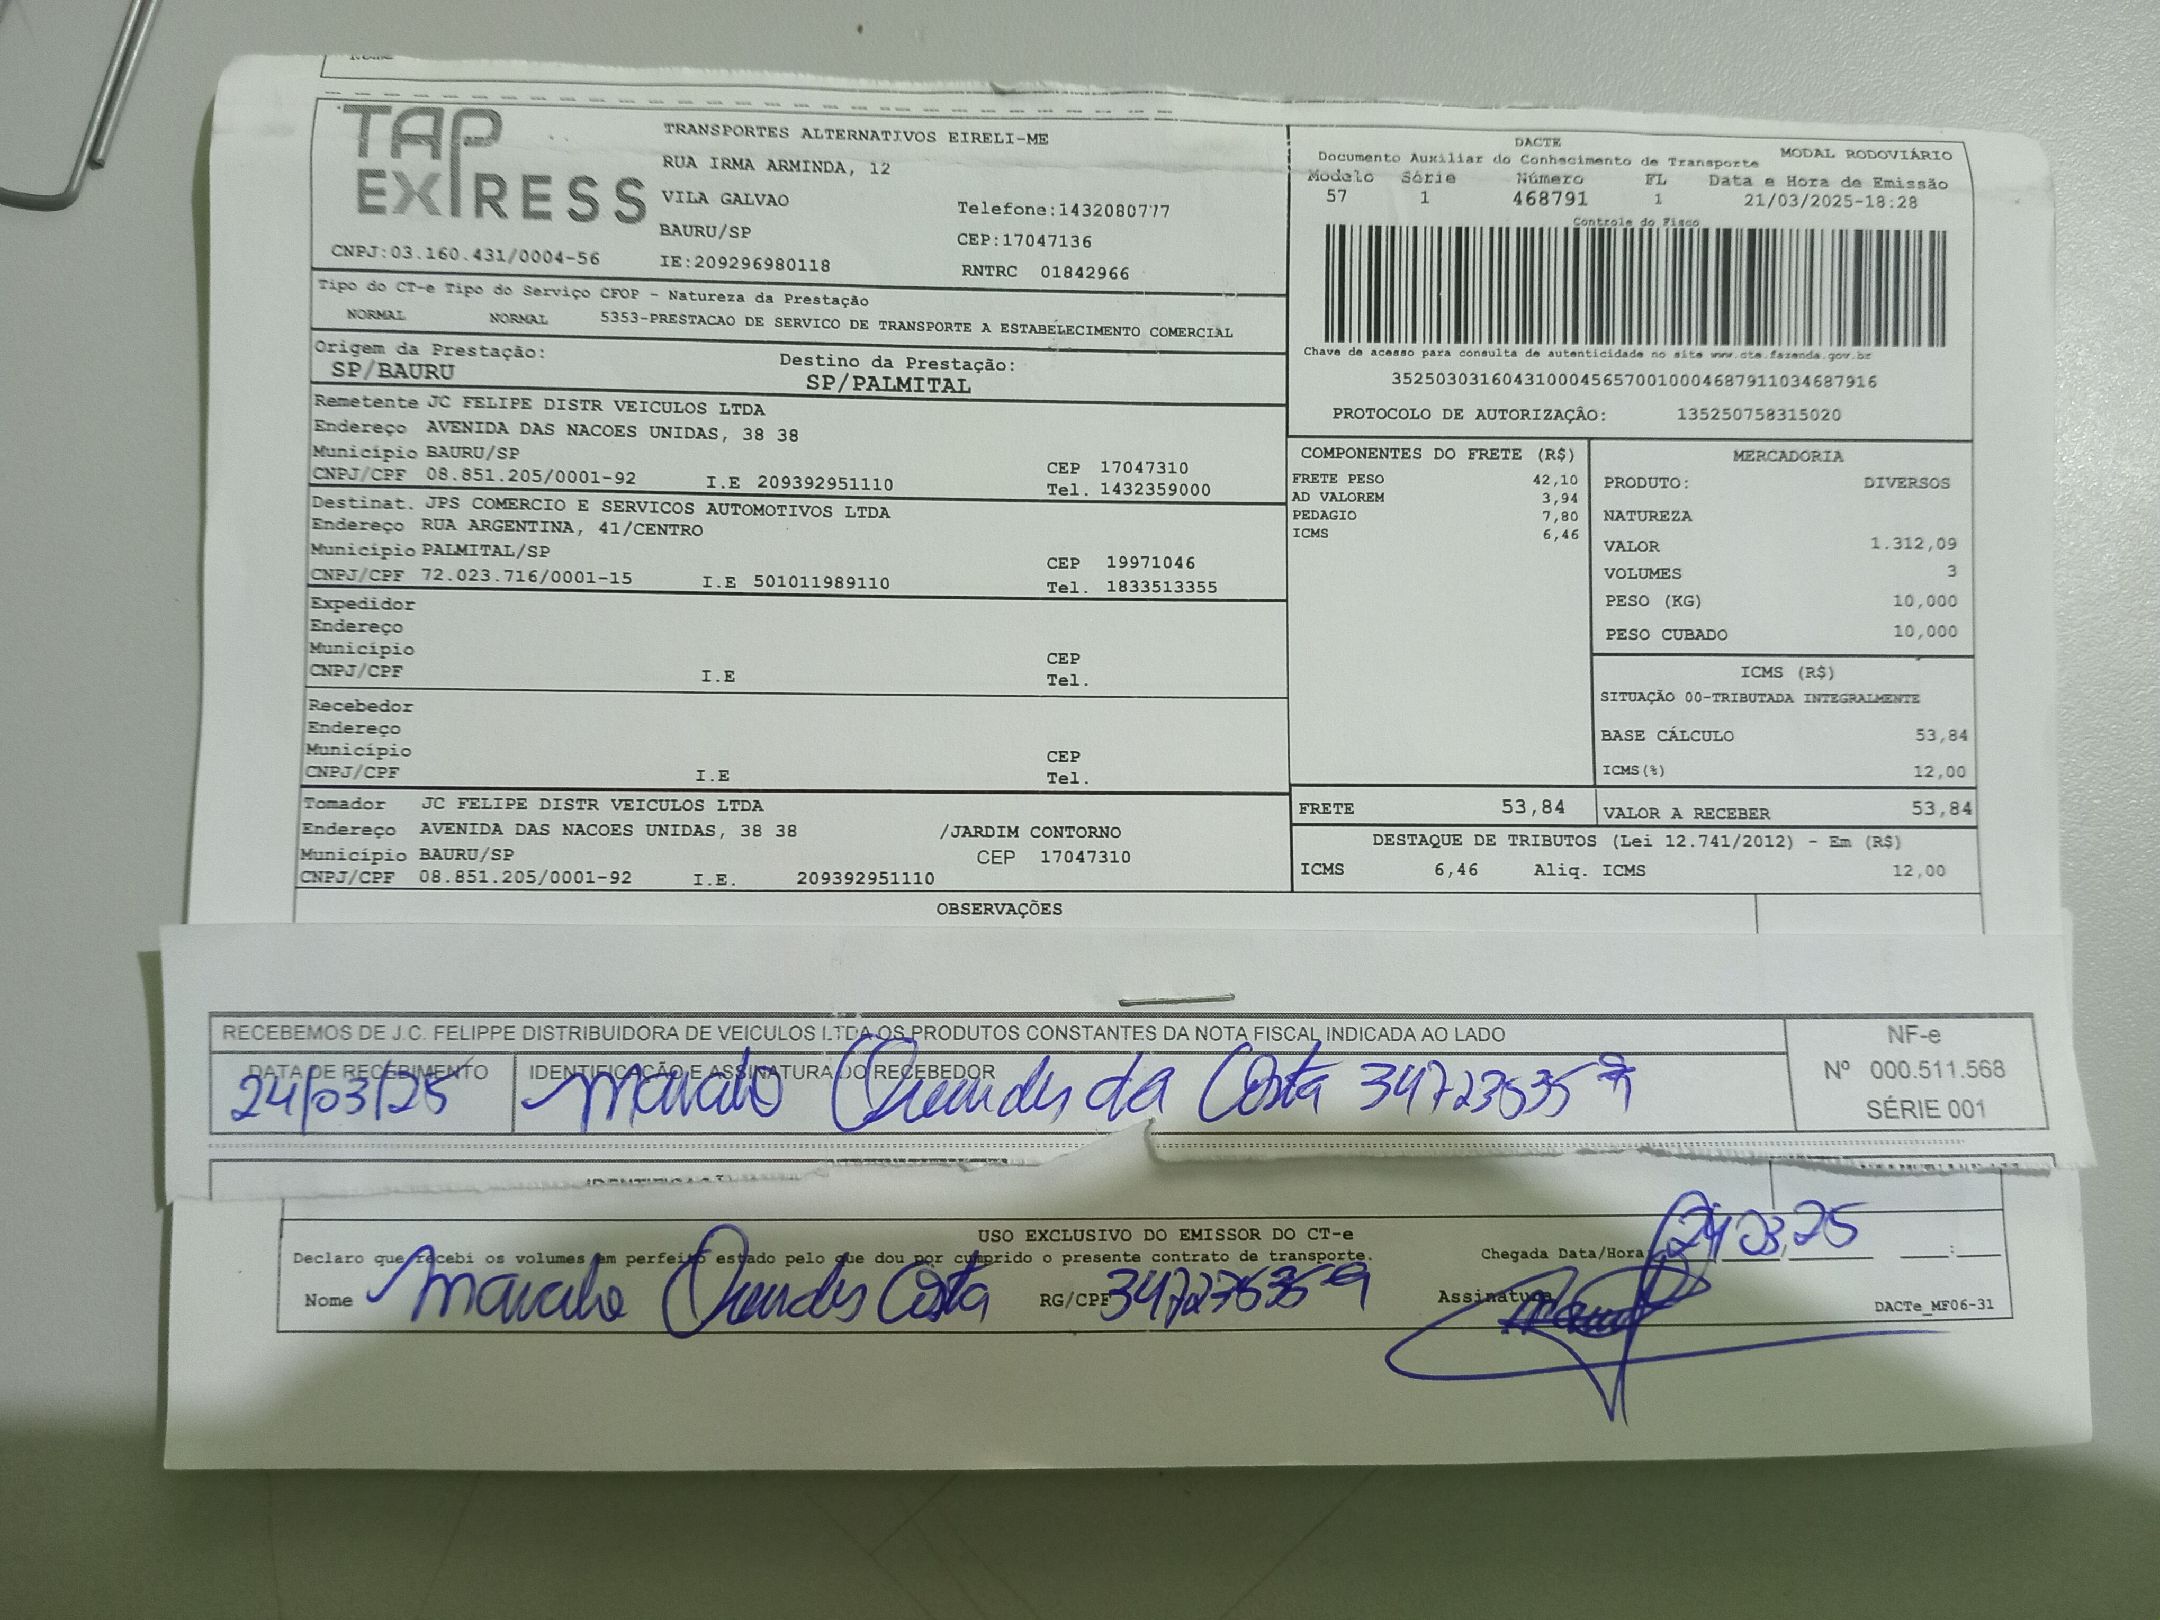 TAP EXPRESS
TRANSPORTES ALTERNATIVOS EIRELI-ME
RUA IRMA ARMINDA, 12
VILA GALVAO
Telefone:1432080777
BAURU/SP
CEP:17047136
CNPJ:03.160.431/0004-56
IE:209296980118
RNTRC 01842966
DACTE
Documento Auxiliar do Conhecimento de Transporte
MODAL RODOVIÁRIO
Modelo Série Número FL Data e Hora de Emissão
57 1 468791 1 21/03/2025-18:28
Controle do Fisco
Chave de acesso para consulta de autenticidade no site www.cte.fazenda.gov.br
35250303160431000456570010004687911034687916
PROTOCOLO DE AUTORIZAÇÃO: 135250758315020
Tipo do CT-e Tipo do Serviço CFOP - Natureza da Prestação
NORMAL NORMAL 5353-PRESTACAO DE SERVICO DE TRANSPORTE A ESTABELECIMENTO COMERCIAL
Origem da Prestação: Destino da Prestação:
SP/BAURU SP/PALMITAL
Remetente JC FELIPE DISTR VEICULOS LTDA
Endereço AVENIDA DAS NACOES UNIDAS, 38 38
Município BAURU/SP CEP 17047310
CNPJ/CPF 08.851.205/0001-92 I.E 209392951110 Tel. 1432359000
Destinat. JPS COMERCIO E SERVICOS AUTOMOTIVOS LTDA
Endereço RUA ARGENTINA, 41/CENTRO
Município PALMITAL/SP CEP 19971046
CNPJ/CPF 72.023.716/0001-15 I.E 501011989110 Tel. 1833513355
Expedidor
Endereço
Município CEP
CNPJ/CPF I.E Tel.
Recebedor
Endereço
Município CEP
CNPJ/CPF I.E Tel.
Tomador JC FELIPE DISTR VEICULOS LTDA
Endereço AVENIDA DAS NACOES UNIDAS, 38 38 /JARDIM CONTORNO
Município BAURU/SP CEP 17047310
CNPJ/CPF 08.851.205/0001-92 I.E. 209392951110
COMPONENTES DO FRETE (R$)
FRETE PESO 42,10
AD VALOREM 3,94
PEDAGIO 7,80
ICMS 6,46
MERCADORIA
PRODUTO: DIVERSOS
NATUREZA
VALOR 1.312,09
VOLUMES 3
PESO (KG) 10,000
PESO CUBADO 10,000
ICMS (R$)
SITUAÇÃO 00-TRIBUTADA INTEGRALMENTE
BASE CÁLCULO 53,84
ICMS(%) 12,00
FRETE 53,84 VALOR A RECEBER 53,84
DESTAQUE DE TRIBUTOS (Lei 12.741/2012) - Em (R$)
ICMS 6,46 Aliq. ICMS 12,00
OBSERVAÇÕES
RECEBEMOS DE J.C. FELIPPE DISTRIBUIDORA DE VEICULOS LTDA OS PRODUTOS CONSTANTES DA NOTA FISCAL INDICADA AO LADO
DATA DE RECEBIMENTO IDENTIFICAÇÃO E ASSINATURA DO RECEBEDOR
24/03/25 da Costa
NF-e
Nº 000.511.568
SÉRIE 001
USO EXCLUSIVO DO EMISSOR DO CT-e
Declaro que recebi os volumes em perfeito estado pelo que dou por cumprido o presente contrato de transporte.
Chegada Data/Hora 24 03 25
Nome Costa RG/CPF 347235359 Assinatura
DACTe_MF06-31